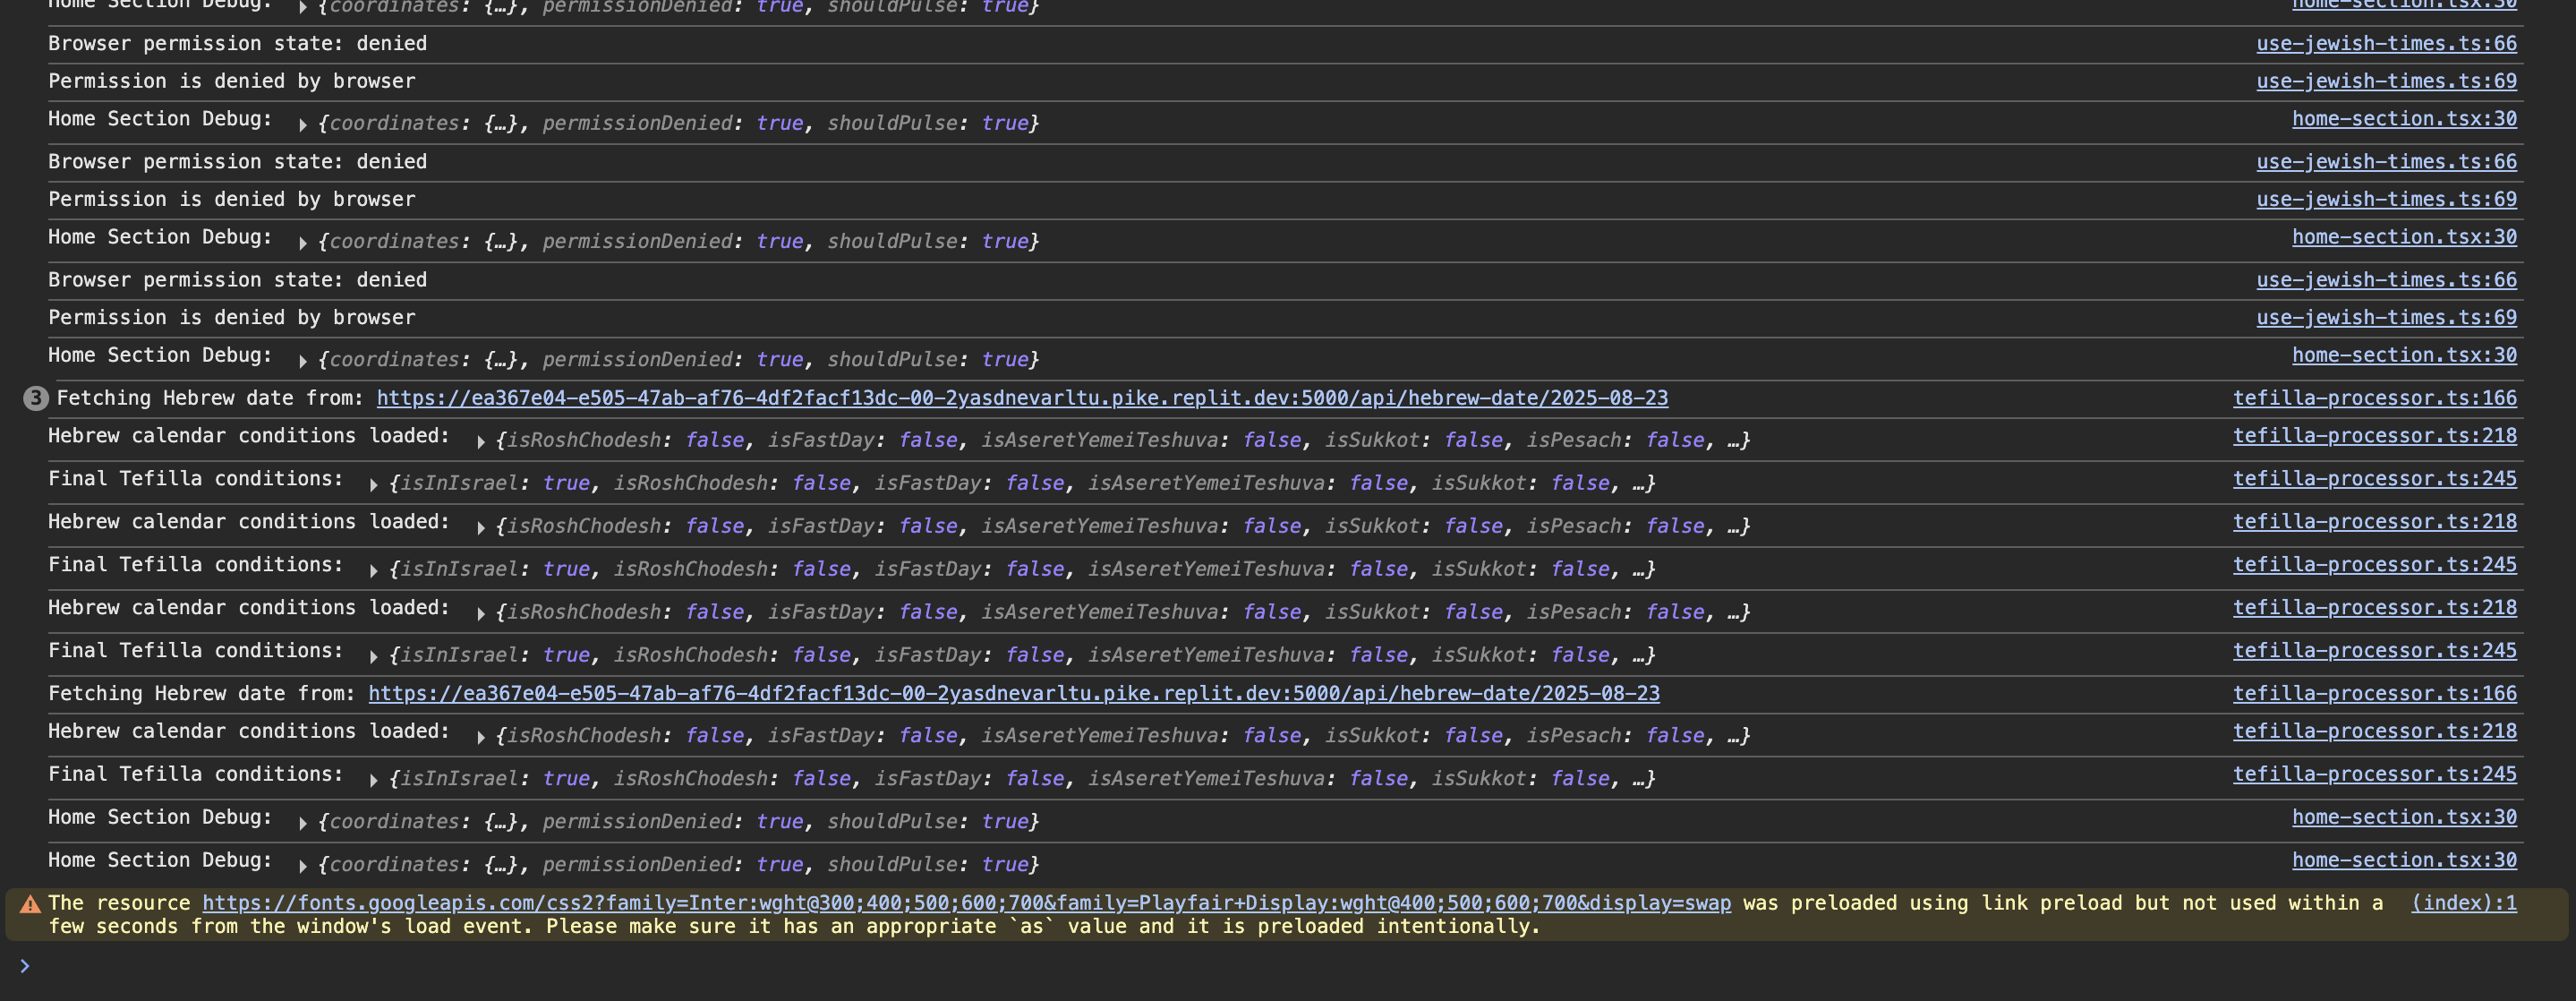 Home Section Debug: ▶ {coordinates: {…}, permissionDenied: true, shouldPulse: true} home-section.tsx:30
Browser permission state: denied use-jewish-times.ts:66
Permission is denied by browser use-jewish-times.ts:69
Home Section Debug: ▶ {coordinates: {…}, permissionDenied: true, shouldPulse: true} home-section.tsx:30
Browser permission state: denied use-jewish-times.ts:66
Permission is denied by browser use-jewish-times.ts:69
Home Section Debug: ▶ {coordinates: {…}, permissionDenied: true, shouldPulse: true} home-section.tsx:30
Browser permission state: denied use-jewish-times.ts:66
Permission is denied by browser use-jewish-times.ts:69
Home Section Debug: ▶ {coordinates: {…}, permissionDenied: true, shouldPulse: true} home-section.tsx:30
3 Fetching Hebrew date from: https://ea367e04-e505-47ab-af76-4df2facf13dc-00-2yasdnevarltu.pike.replit.dev:5000/api/hebrew-date/2025-08-23 tefilla-processor.ts:166
Hebrew calendar conditions loaded: ▶ {isRoshChodesh: false, isFastDay: false, isAseretYemeiTeshuva: false, isSukkot: false, isPesach: false, …} tefilla-processor.ts:218
Final Tefilla conditions: ▶ {isInIsrael: true, isRoshChodesh: false, isFastDay: false, isAseretYemeiTeshuva: false, isSukkot: false, …} tefilla-processor.ts:245
Hebrew calendar conditions loaded: ▶ {isRoshChodesh: false, isFastDay: false, isAseretYemeiTeshuva: false, isSukkot: false, isPesach: false, …} tefilla-processor.ts:218
Final Tefilla conditions: ▶ {isInIsrael: true, isRoshChodesh: false, isFastDay: false, isAseretYemeiTeshuva: false, isSukkot: false, …} tefilla-processor.ts:245
Hebrew calendar conditions loaded: ▶ {isRoshChodesh: false, isFastDay: false, isAseretYemeiTeshuva: false, isSukkot: false, isPesach: false, …} tefilla-processor.ts:218
Final Tefilla conditions: ▶ {isInIsrael: true, isRoshChodesh: false, isFastDay: false, isAseretYemeiTeshuva: false, isSukkot: false, …} tefilla-processor.ts:245
Fetching Hebrew date from: https://ea367e04-e505-47ab-af76-4df2facf13dc-00-2yasdnevarltu.pike.replit.dev:5000/api/hebrew-date/2025-08-23 tefilla-processor.ts:166
Hebrew calendar conditions loaded: ▶ {isRoshChodesh: false, isFastDay: false, isAseretYemeiTeshuva: false, isSukkot: false, isPesach: false, …} tefilla-processor.ts:218
Final Tefilla conditions: ▶ {isInIsrael: true, isRoshChodesh: false, isFastDay: false, isAseretYemeiTeshuva: false, isSukkot: false, …} tefilla-processor.ts:245
Home Section Debug: ▶ {coordinates: {…}, permissionDenied: true, shouldPulse: true} home-section.tsx:30
Home Section Debug: ▶ {coordinates: {…}, permissionDenied: true, shouldPulse: true} home-section.tsx:30
The resource https://fonts.googleapis.com/css2?family=Inter:wght@300;400;500;600;700&family=Playfair+Display:wght@400;500;600;700&display=swap was preloaded using link preload but not used within a (index):1
few seconds from the window's load event. Please make sure it has an appropriate `as` value and it is preloaded intentionally.